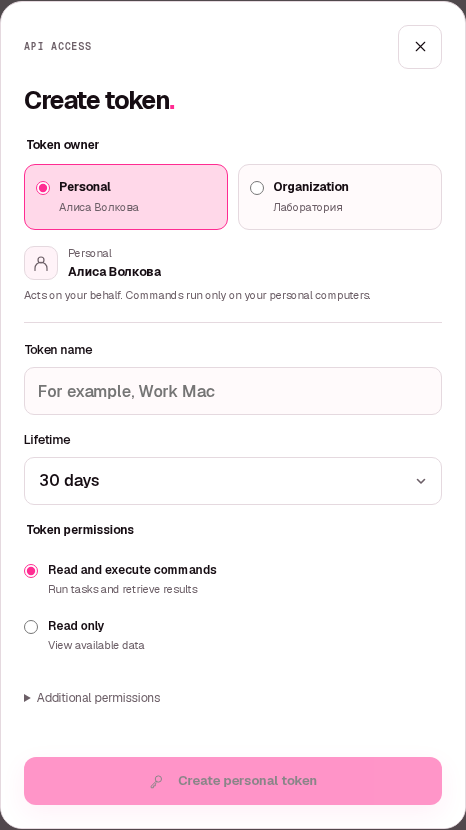 API ACCESS
Create token.
Token owner
Personal
Алиса Волкова
Organization
Лаборатория
Personal
Алиса Волкова
Acts on your behalf. Commands run only on your personal computers.
Token name
For example, Work Mac
Lifetime
30 days
Token permissions
Read and execute commands
Run tasks and retrieve results
Read only
View available data
Additional permissions
Create personal token